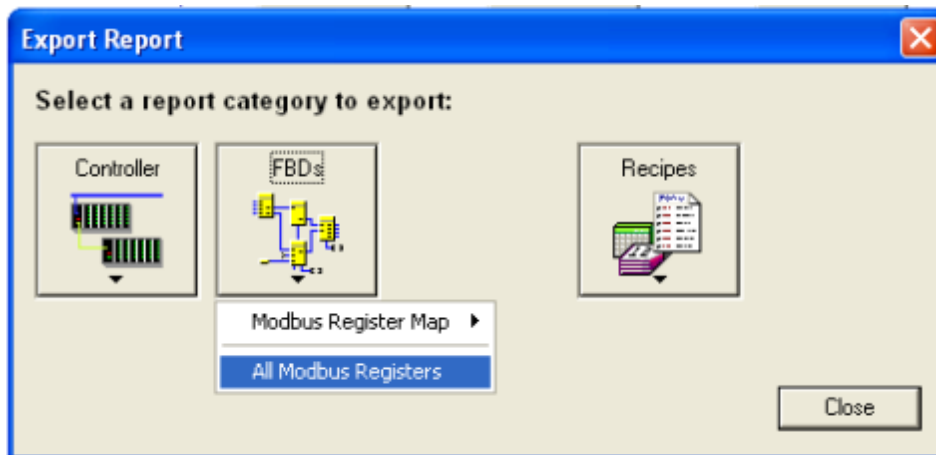 Export Report
Select a report category to export:
Controller
FBDs
Recipes
Modbus Register Map
All Modbus Registers
Close